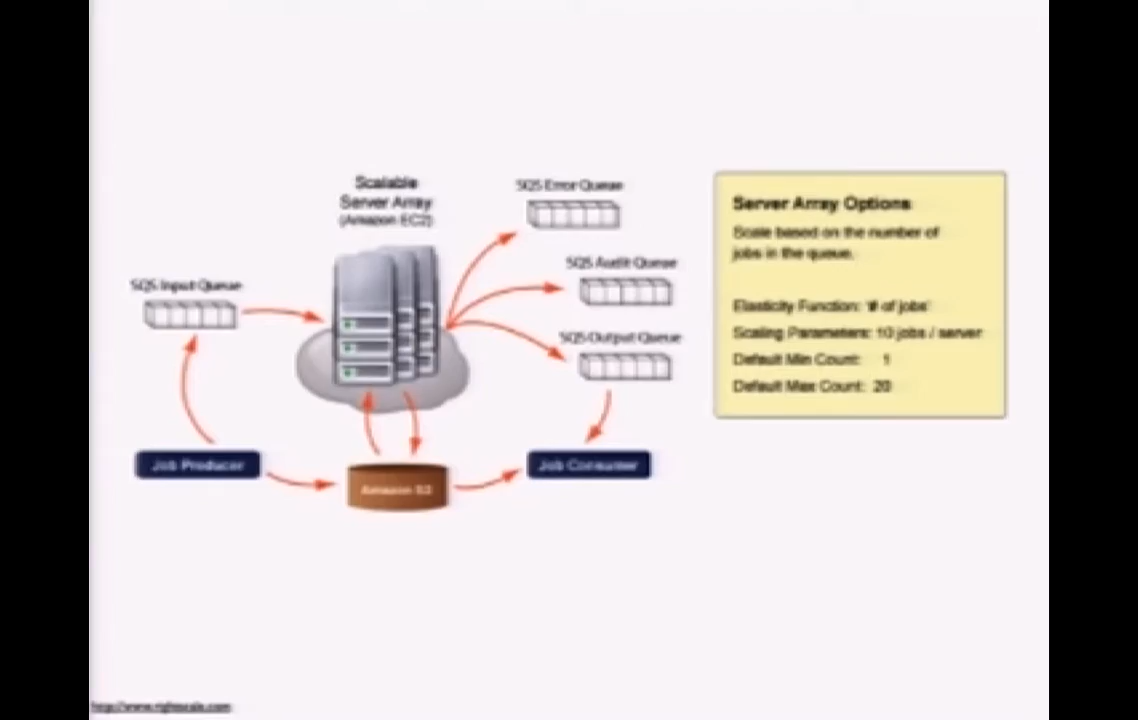 Scalable
Server Array
(Amazon EC2)
SQS Error Queue
SQS Audit Queue
SQS Input Queue
SQS Output Queue
Job Producer
Amazon S3
Job Consumer
Server Array Options
Scale based on the number of
jobs in the queue.
Elasticity Function: '# of jobs'
Scaling Parameters: 10 jobs / server
Default Min Count: 1
Default Max Count: 20
http://www.rightscale.com